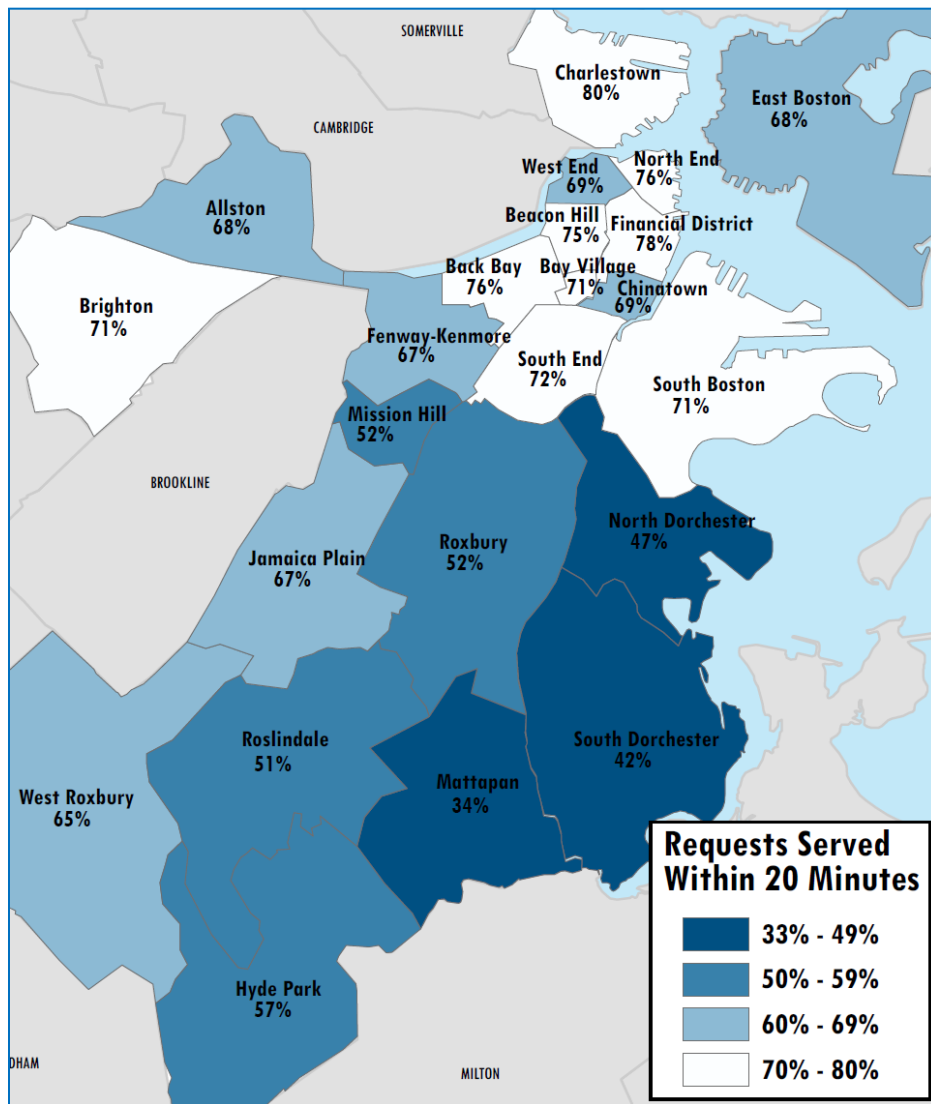 SOMERVILLE
Charlestown
80%
East Boston
68%
CAMBRIDGE
West End
69%
North End
76%
Allston
68%
Beacon Hill
75%
Financial District
78%
Back Bay
76%
Bay Village
71%
Chinatown
69%
Brighton
71%
Fenway-Kenmore
67%
South End
72%
South Boston
71%
Mission Hill
52%
BROOKLINE
North Dorchester
47%
Roxbury
52%
Jamaica Plain
67%
Roslindale
51%
South Dorchester
42%
Mattapan
34%
West Roxbury
65%
Hyde Park
57%
DHAM
MILTON
Requests Served
Within 20 Minutes
33% - 49%
50% - 59%
60% - 69%
70% - 80%